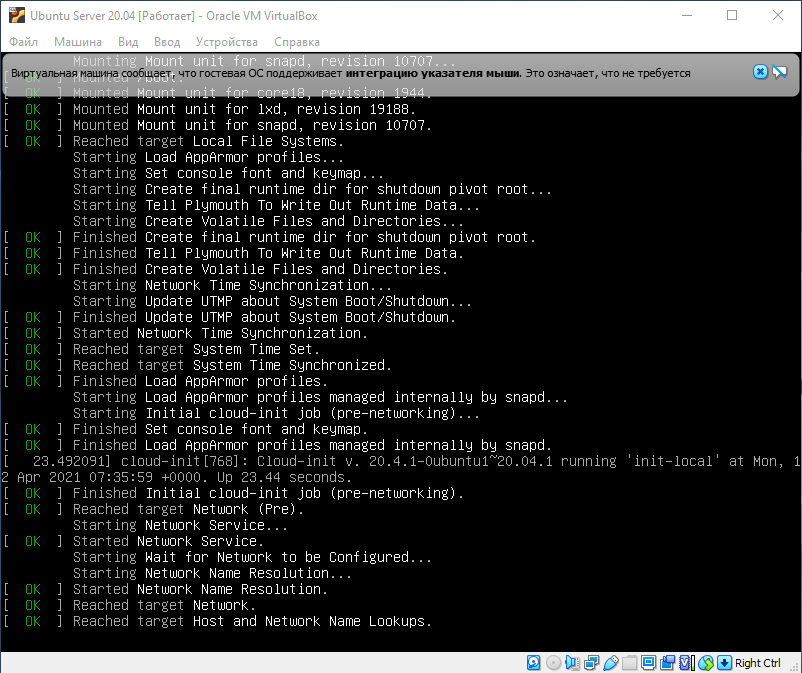 Ubuntu Server 20.04 [Работает] - Oracle VM VirtualBox
Файл Машина Вид Ввод Устройства Справка
Mounting Mount unit for snapd, revision 10707...
Виртуальная машина сообщает, что гостевая ОС поддерживает интеграцию указателя мыши. Это означает, что не требуется
[ OK ] Mounted /boot.
[ OK ] Mounted Mount unit for core18, revision 1944.
[ OK ] Mounted Mount unit for lxd, revision 19188.
[ OK ] Mounted Mount unit for snapd, revision 10707.
[ OK ] Reached target Local File Systems.
Starting Load AppArmor profiles...
Starting Set console font and keymap...
Starting Create final runtime dir for shutdown pivot root...
Starting Tell Plymouth To Write Out Runtime Data...
Starting Create Volatile Files and Directories...
[ OK ] Finished Create final runtime dir for shutdown pivot root.
[ OK ] Finished Tell Plymouth To Write Out Runtime Data.
[ OK ] Finished Create Volatile Files and Directories.
Starting Network Time Synchronization...
Starting Update UTMP about System Boot/Shutdown...
[ OK ] Finished Update UTMP about System Boot/Shutdown.
[ OK ] Started Network Time Synchronization.
[ OK ] Reached target System Time Set.
[ OK ] Reached target System Time Synchronized.
[ OK ] Finished Load AppArmor profiles.
Starting Load AppArmor profiles managed internally by snapd...
Starting Initial cloud-init job (pre-networking)...
[ OK ] Finished Set console font and keymap.
[ OK ] Finished Load AppArmor profiles managed internally by snapd.
[ 23.492091] cloud-init[768]: Cloud-init v. 20.4.1-0ubuntu1~20.04.1 running 'init-local' at Mon, 1
2 Apr 2021 07:35:59 +0000. Up 23.44 seconds.
[ OK ] Finished Initial cloud-init job (pre-networking).
[ OK ] Reached target Network (Pre).
Starting Network Service...
[ OK ] Started Network Service.
Starting Wait for Network to be Configured...
Starting Network Name Resolution...
[ OK ] Started Network Name Resolution.
[ OK ] Reached target Network.
[ OK ] Reached target Host and Network Name Lookups.
Right Ctrl